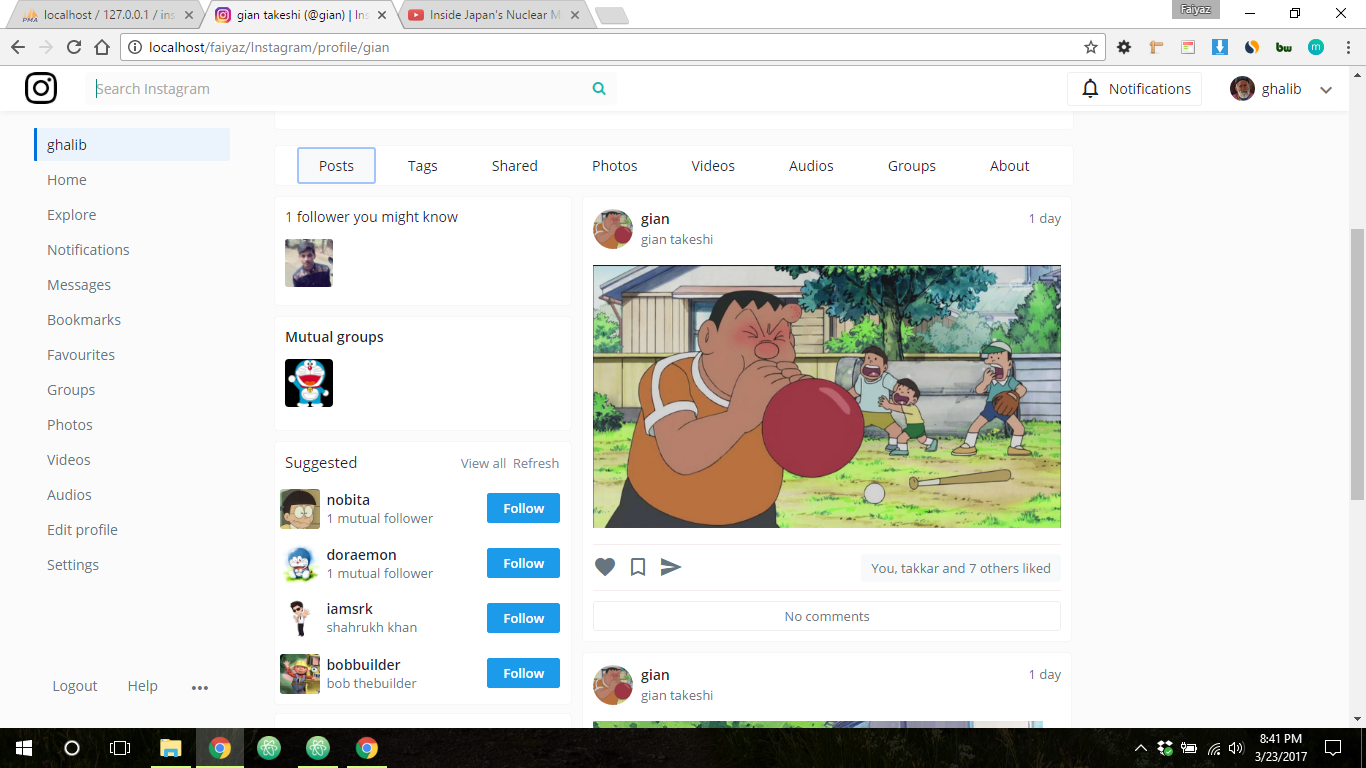 localhost / 127.0.0.1 / ins
gian takeshi (@gian) | Ins
Inside Japan's Nuclear M
Faiyaz
localhost/faiyaz/Instagram/profile/gian
Search Instagram
Notifications
ghalib
ghalib
Home
Explore
Notifications
Messages
Bookmarks
Favourites
Groups
Photos
Videos
Audios
Edit profile
Settings
Logout Help
Posts Tags Shared Photos Videos Audios Groups About
1 follower you might know
Mutual groups
Suggested View all Refresh
nobita
1 mutual follower
Follow
doraemon
1 mutual follower
Follow
iamsrk
shahrukh khan
Follow
bobbuilder
bob thebuilder
Follow
gian 1 day
gian takeshi
You, takkar and 7 others liked
No comments
gian 1 day
gian takeshi
8:41 PM
3/23/2017